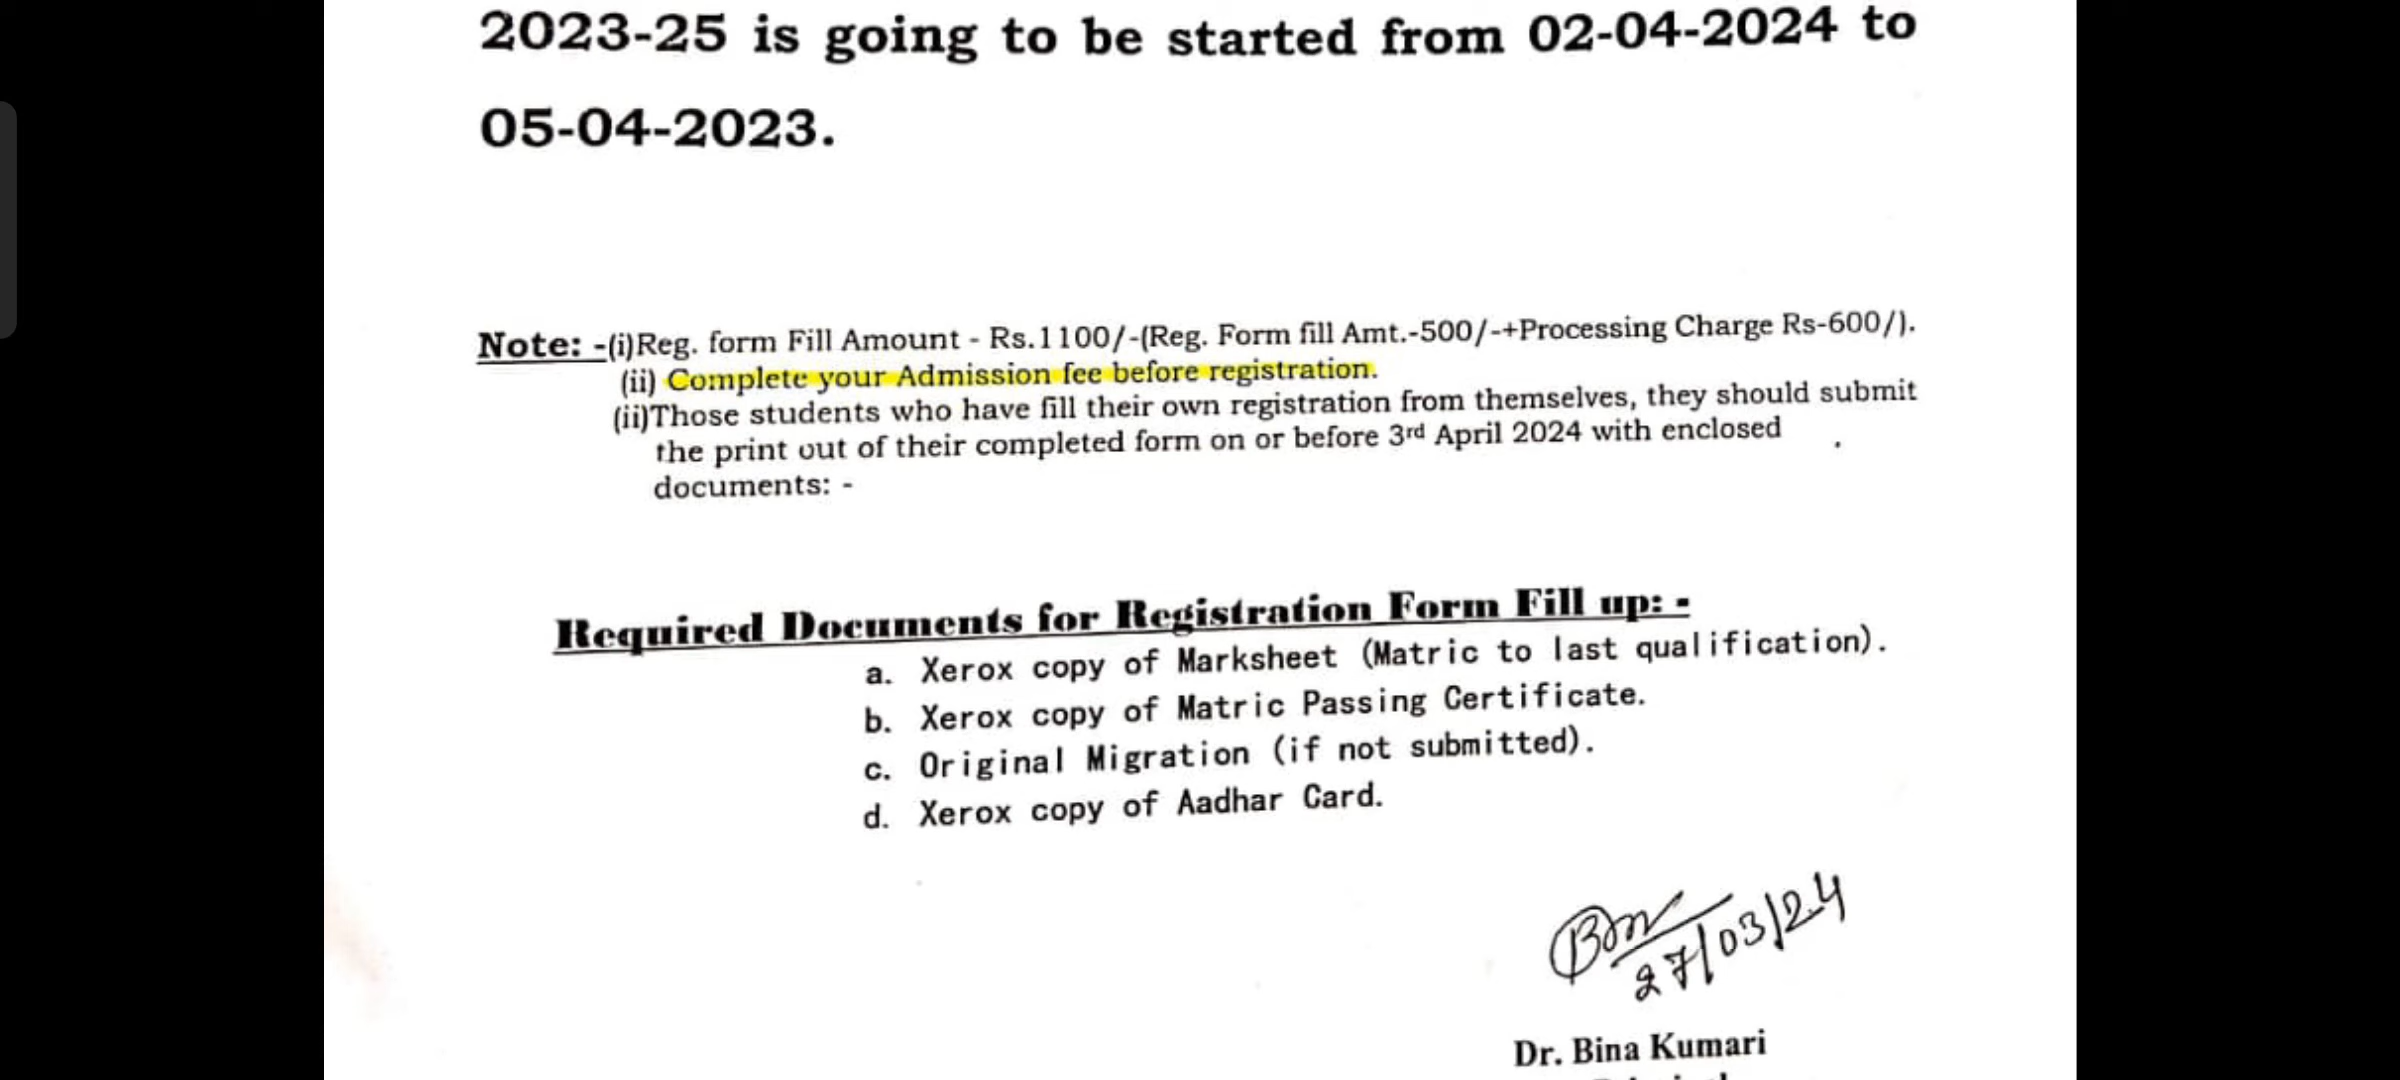 2023-25 is going to be started from 02-04-2024 to
05-04-2023.
Note: -(i)Reg. form Fill Amount - Rs.1100/-(Reg. Form fill Amt.-500/-+Processing Charge Rs-600/).
(ii) Complete your Admission fee before registration.
(ii)Those students who have fill their own registration from themselves, they should submit
the print out of their completed form on or before 3rd April 2024 with enclosed
documents: -
Required Documents for Registration Form Fill up: -
a. Xerox copy of Marksheet (Matric to last qualification).
b. Xerox copy of Matric Passing Certificate.
c. Original Migration (if not submitted).
d. Xerox copy of Aadhar Card.
27/03/24
Dr. Bina Kumari